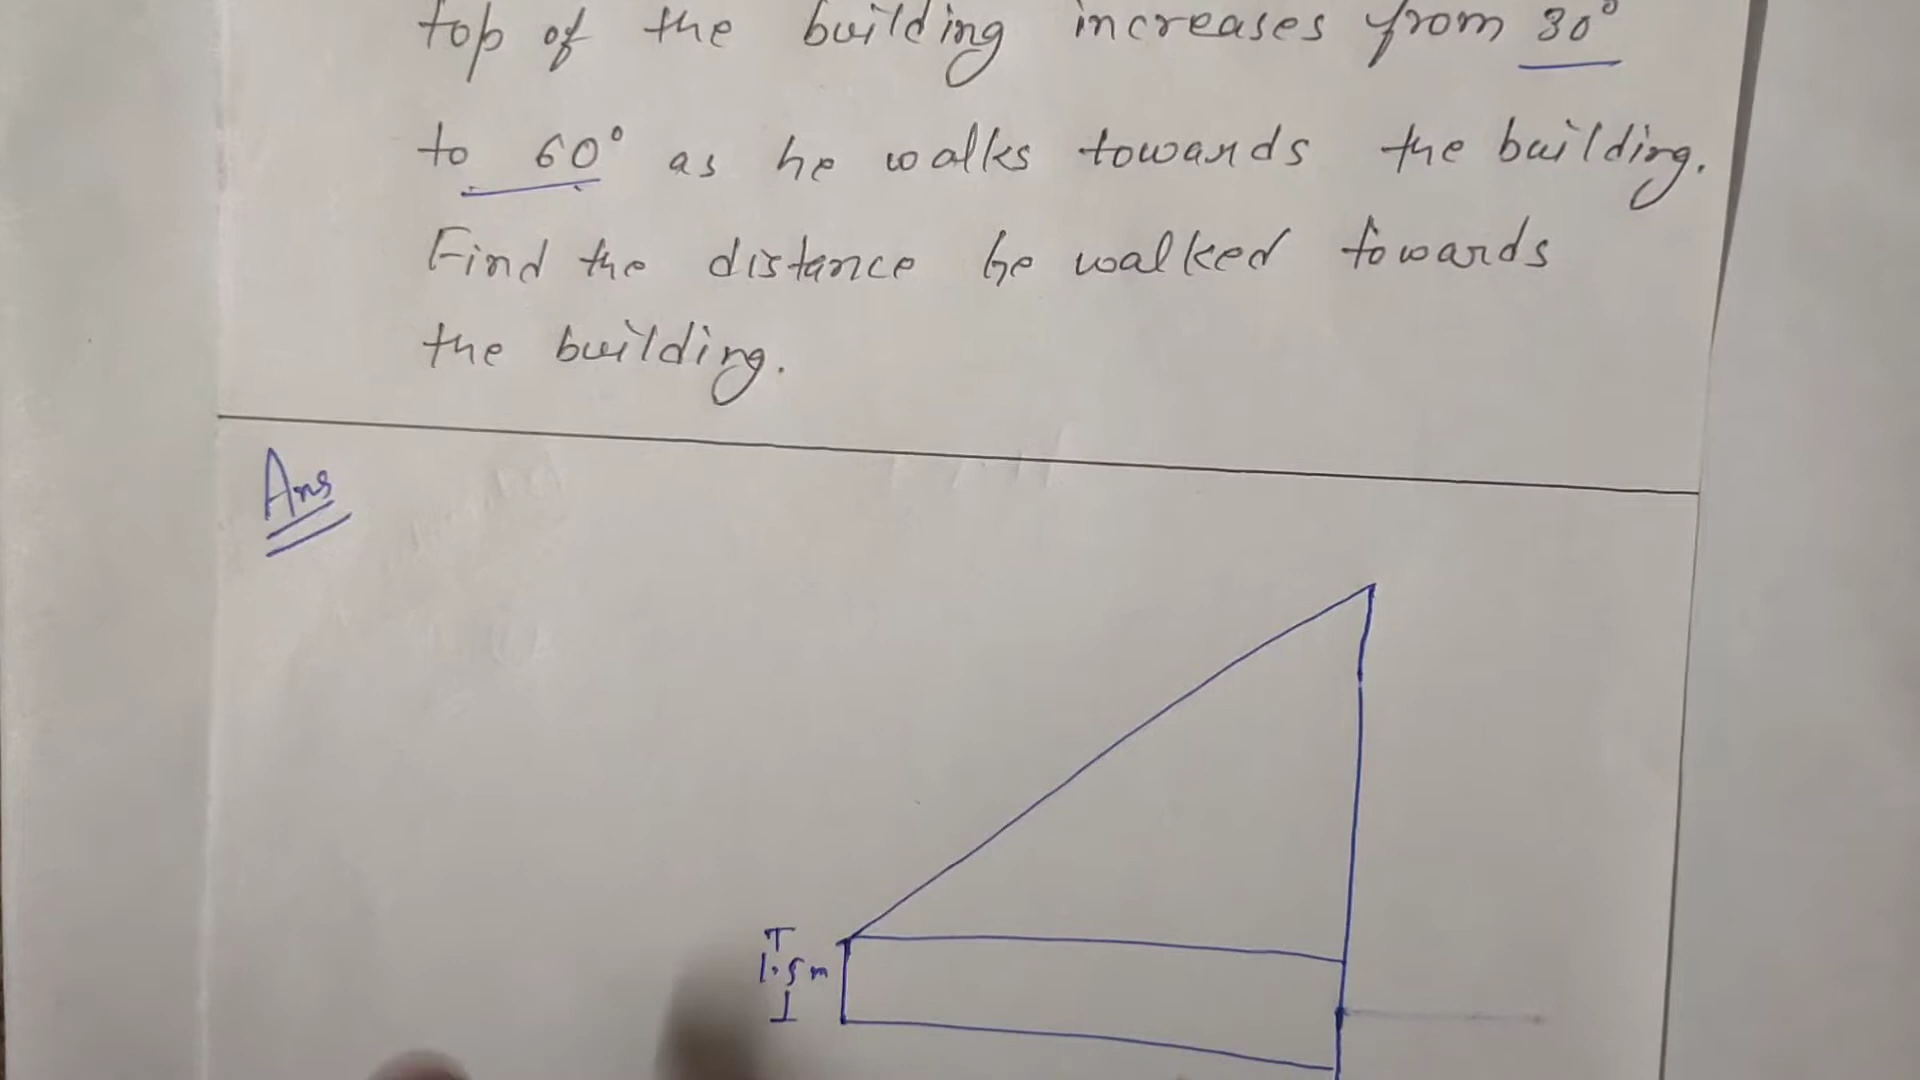 top of the building increases from 30°
to 60° as he walks towards the building.
Find the distance he walked towards
the building.
Ans
1.5m